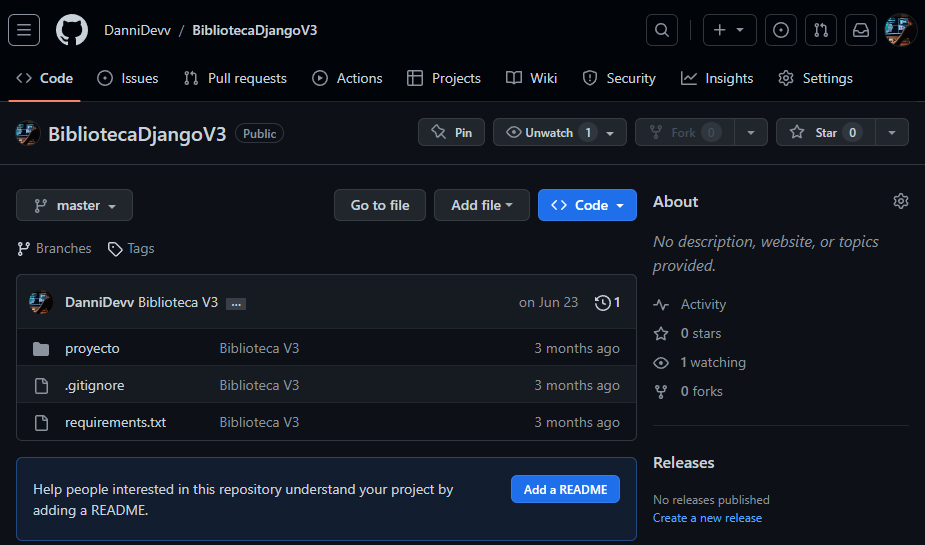 DanniDevv / BibliotecaDjangoV3
Code Issues Pull requests Actions Projects Wiki Security Insights Settings
BibliotecaDjangoV3 Public Pin Unwatch 1 Fork 0 Star 0
master Go to file Add file Code
Branches Tags
DanniDevv Biblioteca V3 ... on Jun 23 1
proyecto Biblioteca V3 3 months ago
.gitignore Biblioteca V3 3 months ago
requirements.txt Biblioteca V3 3 months ago
Help people interested in this repository understand your project by
adding a README.
Add a README
About
No description, website, or topics
provided.
Activity
0 stars
1 watching
0 forks
Releases
No releases published
Create a new release